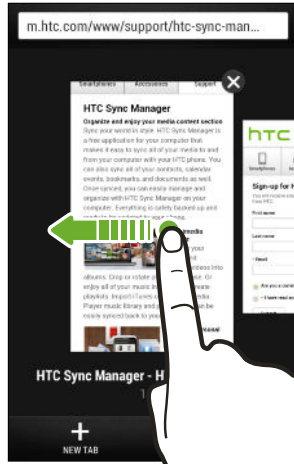 m.htc.com/www/support/htc-sync-man...
Smartphones Accessories Support
HTC Sync Manager
Organize and enjoy your media content section
Sync your world in style. HTC Sync Manager is
a free application for your computer that
makes it easy to sync all of your media to and
from your computer with your HTC phone. You
can also sync all of your contacts, calendar
events, bookmarks, and documents as well.
Once synced, you can easily manage and
organize with HTC Sync Manager on your
computer. Everything is safely backed up and
your
access into
albums. Crop or rotate
enjoy all of your music
playlists. Import iTunes
Player music library and
easily synced back to your
htc
Smartphones
Sign-up for H
First name
Last name
Email
HTC Sync Manager - H
1
NEW TAB